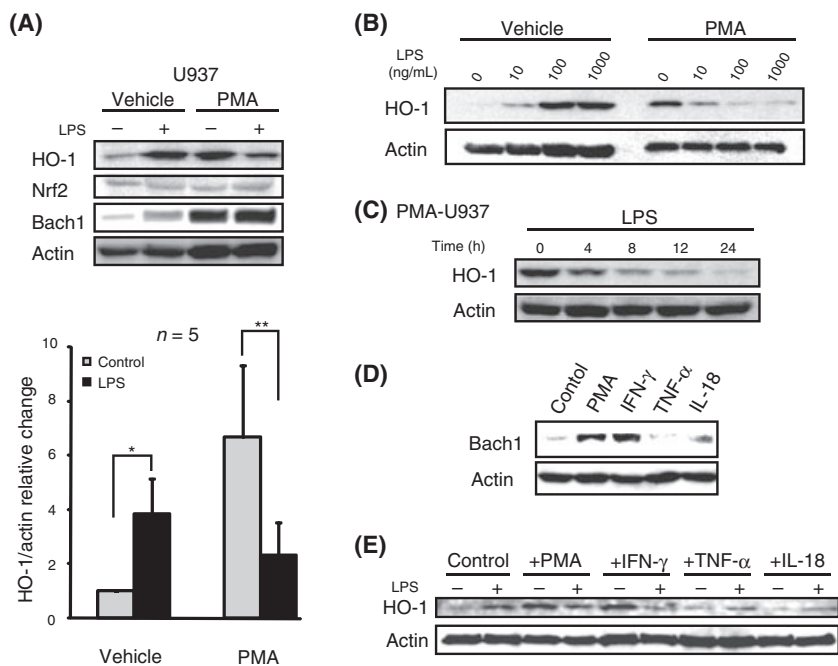 (A)
U937
Vehicle PMA
LPS – + – +
HO-1
Nrf2
Bach1
Actin
n = 5
Control
LPS
*
**
HO-1/actin relative change
10
8
6
4
2
0
Vehicle PMA
(B)
Vehicle PMA
LPS
(ng/mL)
0 10 100 1000 0 10 100 1000
HO-1
Actin
(C) PMA-U937
LPS
Time (h) 0 4 8 12 24
HO-1
Actin
(D)
Contol PMA IFN-γ TNF-α IL-18
Bach1
Actin
(E)
Control +PMA +IFN-γ +TNF-α +IL-18
LPS – + – + – + – + – +
HO-1
Actin